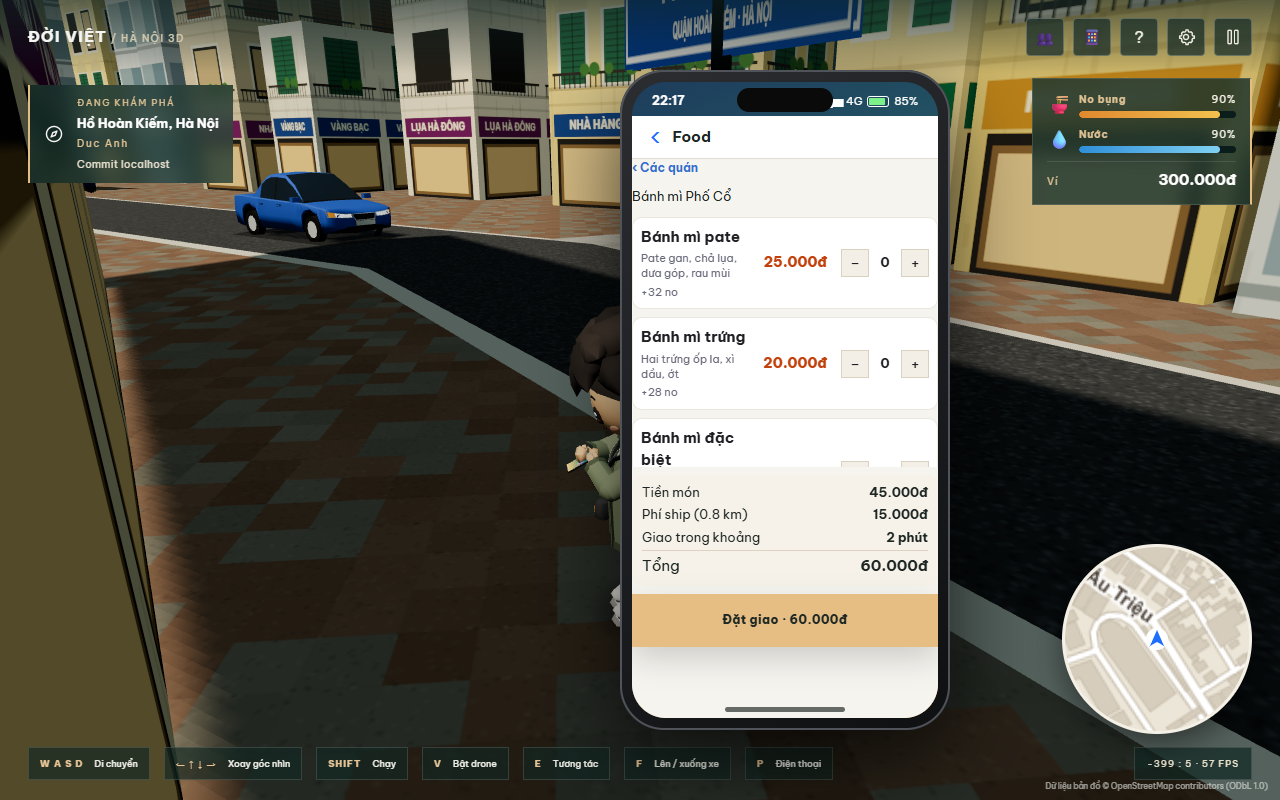 ĐỜI VIỆT / HÀ NỘI 3D
ĐANG KHÁM PHÁ
Hồ Hoàn Kiếm, Hà Nội
Duc Anh
Commit localhost
QUẬN HOÀN KIẾM · HÀ NỘI
VÀNG BẠC
VÀNG BẠC
LỤA HÀ ĐÔNG
LỤA HÀ ĐÔNG
NHÀ HÀNG
?
No bụng 90%
Nước 90%
Ví 300.000đ
22:17
4G 85%
Food
‹ Các quán
Bánh mì Phố Cổ
Bánh mì pate
Pate gan, chả lụa,
dưa góp, rau mùi
+32 no
25.000đ − 0 +
Bánh mì trứng
Hai trứng ốp la, xì
dầu, ớt
+28 no
20.000đ − 0 +
Bánh mì đặc
biệt
Tiền món 45.000đ
Phí ship (0.8 km) 15.000đ
Giao trong khoảng 2 phút
Tổng 60.000đ
Đặt giao · 60.000đ
Ấu Triệu
W A S D Di chuyển
←↑↓→ Xoay góc nhìn
SHIFT Chạy
V Bật drone
E Tương tác
F Lên / xuống xe
P Điện thoại
-399 : 5 · 57 FPS
Dữ liệu bản đồ © OpenStreetMap contributors (ODbL 1.0)